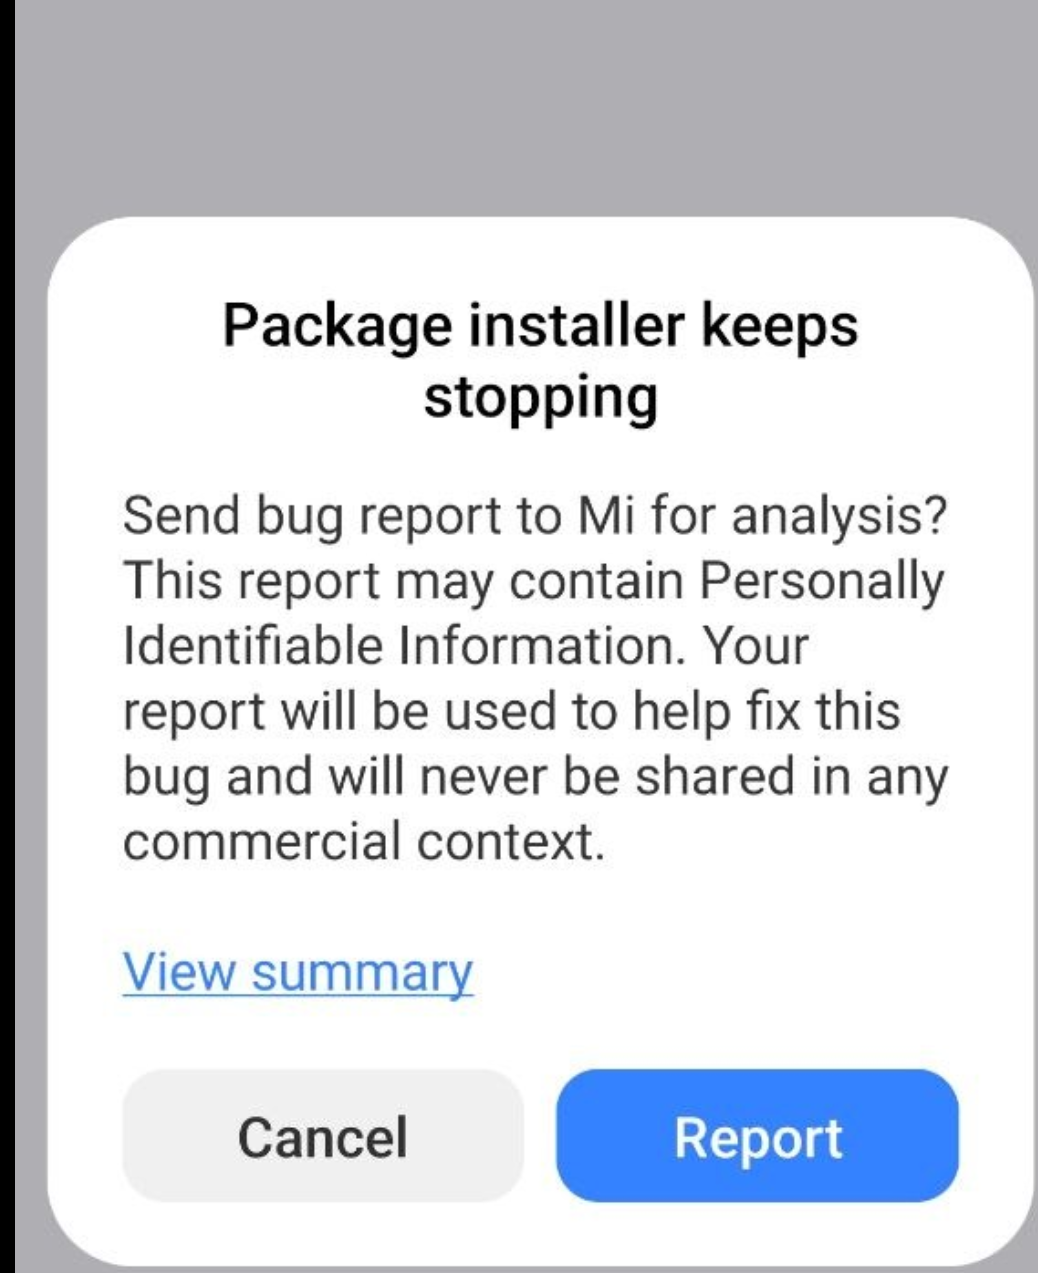 Package installer keeps
stopping
Send bug report to Mi for analysis?
This report may contain Personally
Identifiable Information. Your
report will be used to help fix this
bug and will never be shared in any
commercial context.
View summary
Cancel
Report